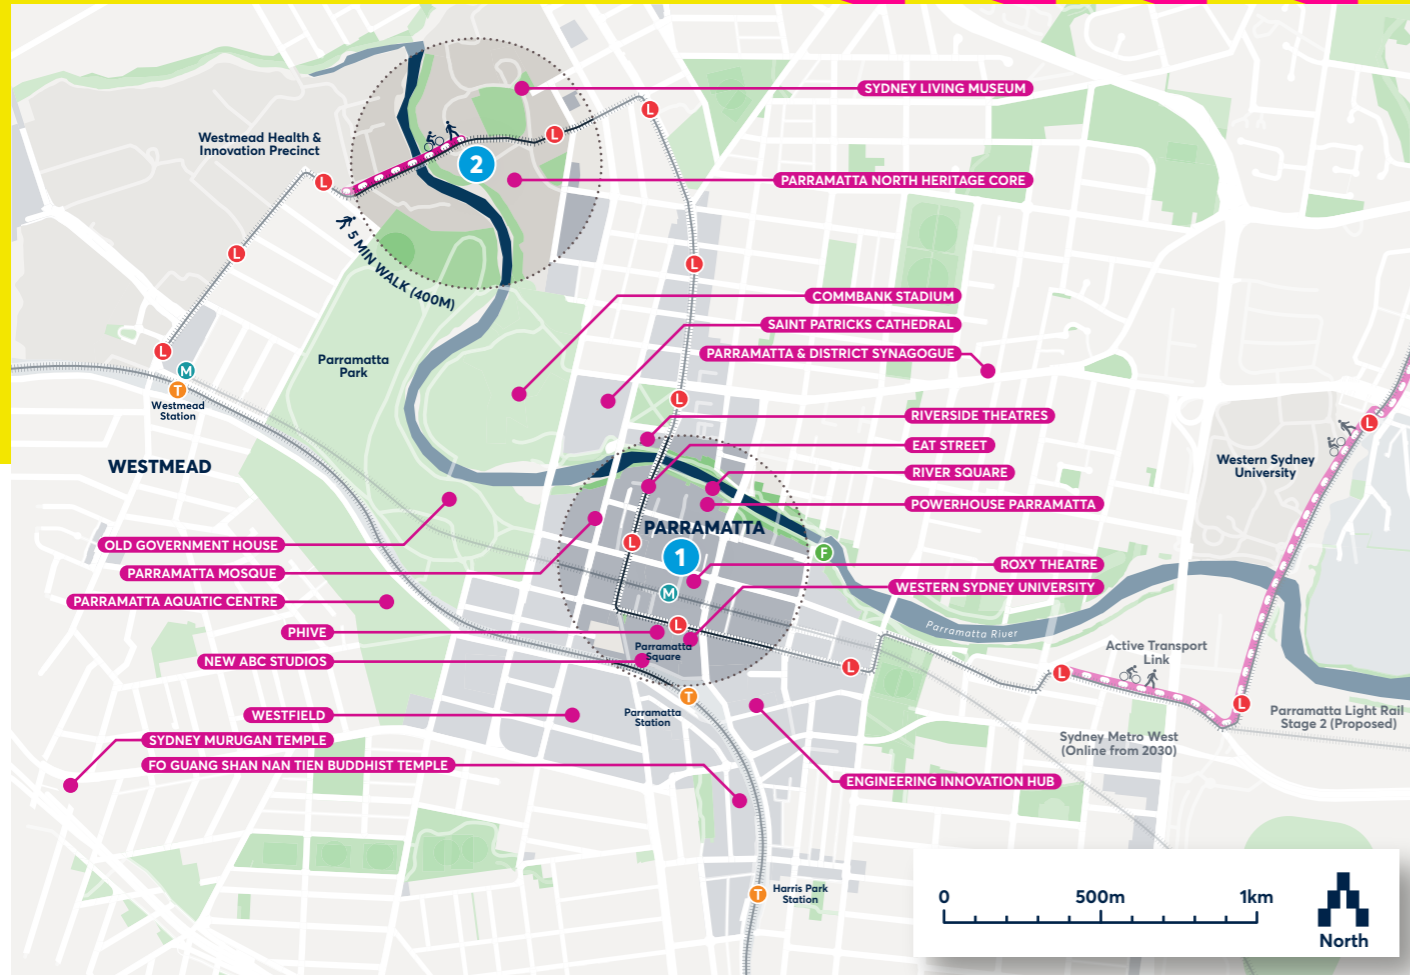 SYDNEY LIVING MUSEUM
L
L
Westmead Health &
Innovation Precinct
2
L
PARRAMATTA NORTH HERITAGE CORE
5 MIN WALK (400M)
L
L
COMMBANK STADIUM
SAINT PATRICKS CATHEDRAL
L
PARRAMATTA & DISTRICT SYNAGOGUE
Parramatta
Park
M
T
Westmead
Station
L
RIVERSIDE THEATRES
L
EAT STREET
WESTMEAD
Western Sydney
University
RIVER SQUARE
POWERHOUSE PARRAMATTA
PARRAMATTA
OLD GOVERNMENT HOUSE
L
1
F
ROXY THEATRE
PARRAMATTA MOSQUE
WESTERN SYDNEY UNIVERSITY
M
PARRAMATTA AQUATIC CENTRE
L
Parramatta River
PHIVE
Parramatta
Square
Active Transport
Link
NEW ABC STUDIOS
L
L
T
L
WESTFIELD
Parramatta
Station
Parramatta Light Rail
Stage 2 (Proposed)
SYDNEY MURUGAN TEMPLE
Sydney Metro West
(Online from 2030)
FO GUANG SHAN NAN TIEN BUDDHIST TEMPLE
ENGINEERING INNOVATION HUB
T
Harris Park
Station
0 500m 1km
North